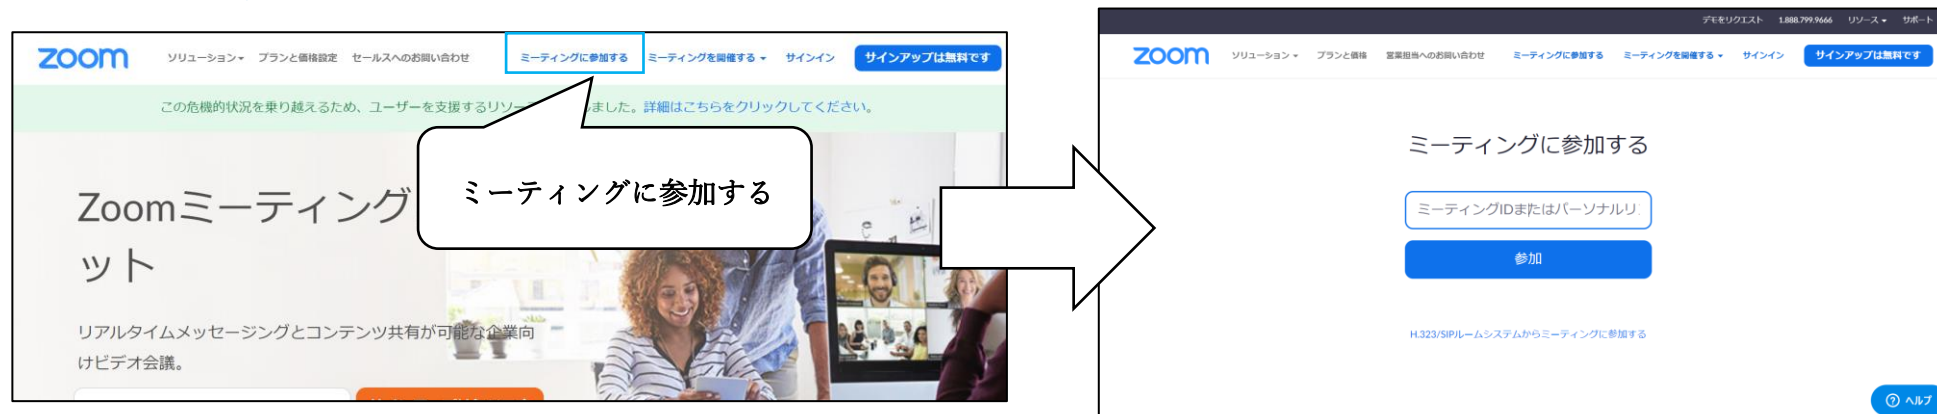 zoom ソリューション▾ プランと価格設定 セールスへのお問い合わせ ミーティングに参加する ミーティングを開催する▾ サインイン サインアップは無料です
この危機的状況を乗り越えるため、ユーザーを支援するリソ ました。詳細はこちらをクリックしてください。
ミーティングに参加する
Zoomミーティング
ット
リアルタイムメッセージングとコンテンツ共有が可能な企業向
けビデオ会議。
デモをリクエスト 1.888.799.9666 リソース▾ サポート
zoom ソリューション▾ プランと価格 営業担当へのお問い合わせ ミーティングに参加する ミーティングを開催する▾ サインイン サインアップは無料です
ミーティングに参加する
ミーティングIDまたはパーソナルリ
参加
H.323/SIPルームシステムからミーティングに参加する
ヘルプ